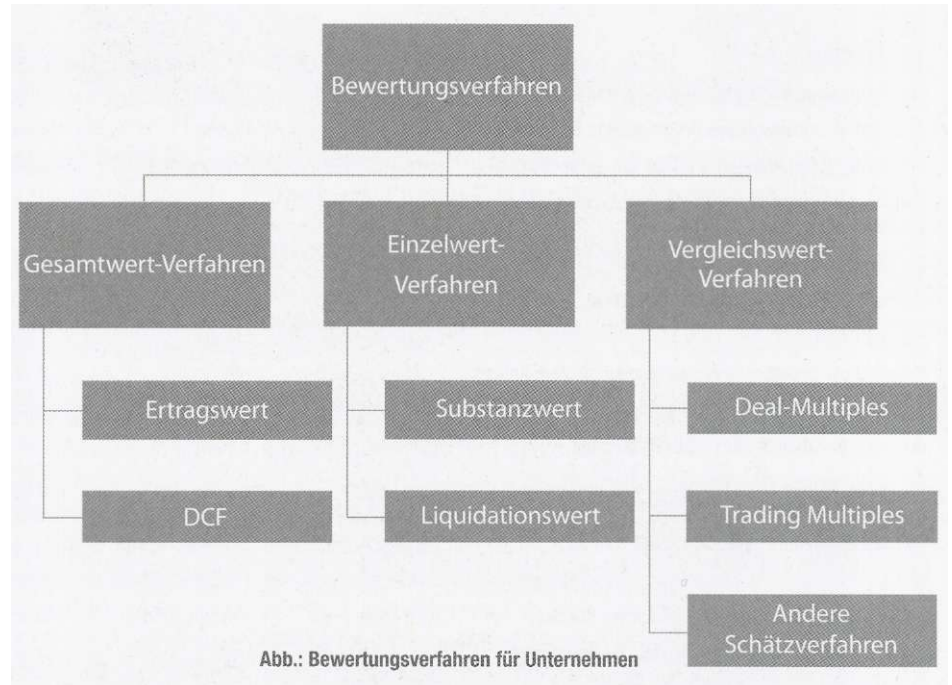 Bewertungsverfahren
Gesamtwert-Verfahren
Einzelwert-
Verfahren
Vergleichswert-
Verfahren
Ertragswert
Substanzwert
Deal-Multiples
DCF
Liquidationswert
Trading Multiples
Andere
Schätzverfahren
Abb.: Bewertungsverfahren für Unternehmen